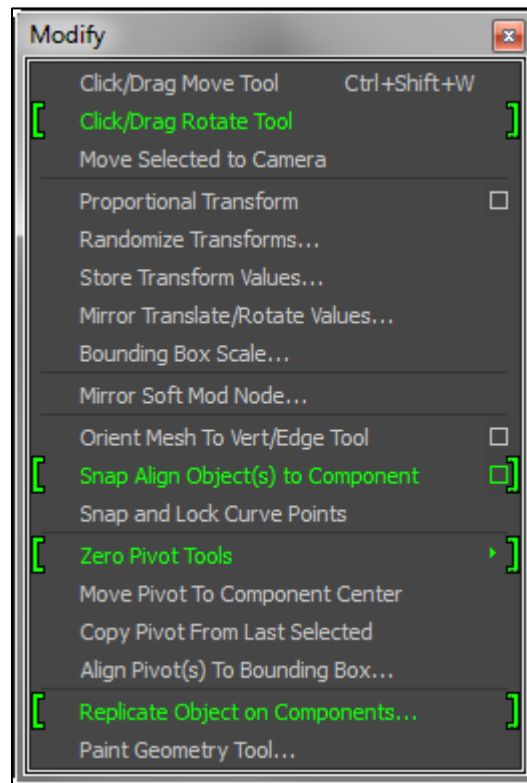 Modify
Click/Drag Move Tool Ctrl+Shift+W
Click/Drag Rotate Tool
Move Selected to Camera
Proportional Transform
Randomize Transforms...
Store Transform Values...
Mirror Translate/Rotate Values...
Bounding Box Scale...
Mirror Soft Mod Node...
Orient Mesh To Vert/Edge Tool
Snap Align Object(s) to Component
Snap and Lock Curve Points
Zero Pivot Tools
Move Pivot To Component Center
Copy Pivot From Last Selected
Align Pivot(s) To Bounding Box...
Replicate Object on Components...
Paint Geometry Tool...